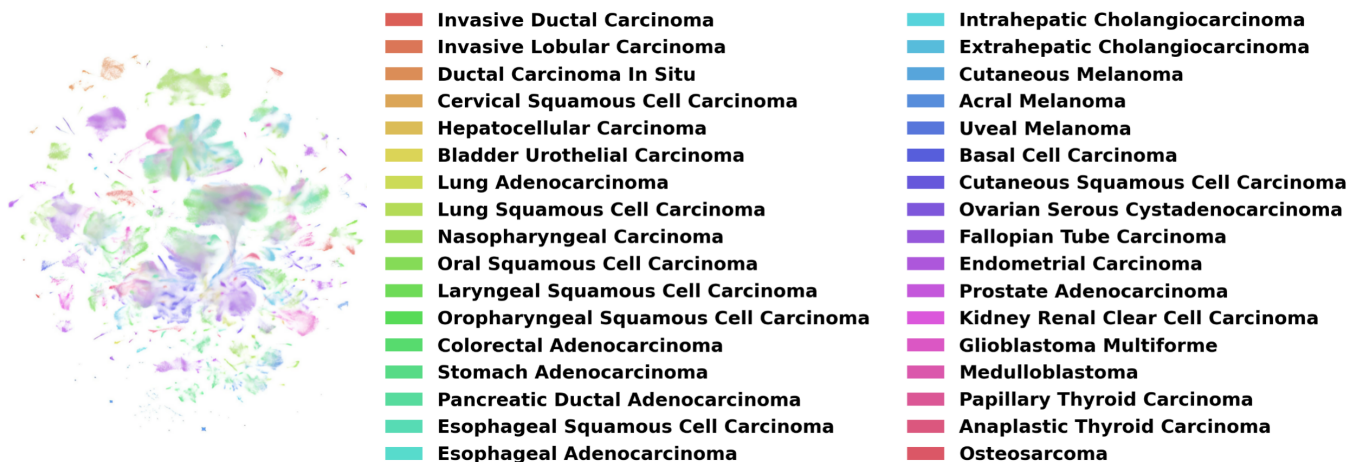 Invasive Ductal Carcinoma
Invasive Lobular Carcinoma
Ductal Carcinoma In Situ
Cervical Squamous Cell Carcinoma
Hepatocellular Carcinoma
Bladder Urothelial Carcinoma
Lung Adenocarcinoma
Lung Squamous Cell Carcinoma
Nasopharyngeal Carcinoma
Oral Squamous Cell Carcinoma
Laryngeal Squamous Cell Carcinoma
Oropharyngeal Squamous Cell Carcinoma
Colorectal Adenocarcinoma
Stomach Adenocarcinoma
Pancreatic Ductal Adenocarcinoma
Esophageal Squamous Cell Carcinoma
Esophageal Adenocarcinoma
Intrahepatic Cholangiocarcinoma
Extrahepatic Cholangiocarcinoma
Cutaneous Melanoma
Acral Melanoma
Uveal Melanoma
Basal Cell Carcinoma
Cutaneous Squamous Cell Carcinoma
Ovarian Serous Cystadenocarcinoma
Fallopian Tube Carcinoma
Endometrial Carcinoma
Prostate Adenocarcinoma
Kidney Renal Clear Cell Carcinoma
Glioblastoma Multiforme
Medulloblastoma
Papillary Thyroid Carcinoma
Anaplastic Thyroid Carcinoma
Osteosarcoma